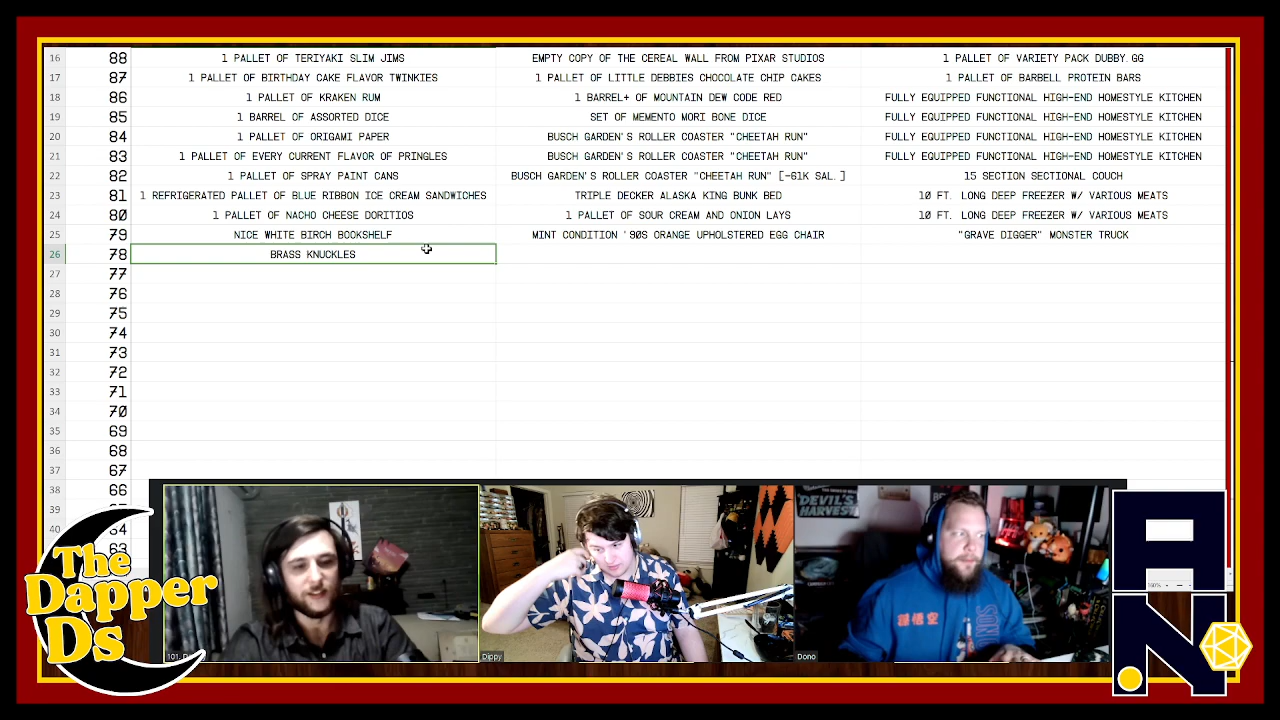 16 88 1 PALLET OF TERIYAKI SLIM JIMS EMPTY COPY OF THE CEREAL WALL FROM PIXAR STUDIOS 1 PALLET OF VARIETY PACK DUBBY.GG
17 87 1 PALLET OF BIRTHDAY CAKE FLAVOR TWINKIES 1 PALLET OF LITTLE DEBBIES CHOCOLATE CHIP CAKES 1 PALLET OF BARBELL PROTEIN BARS
18 86 1 PALLET OF KRAKEN RUM 1 BARREL+ OF MOUNTAIN DEW CODE RED FULLY EQUIPPED FUNCTIONAL HIGH-END HOMESTYLE KITCHEN
19 85 1 BARREL OF ASSORTED DICE SET OF MEMENTO MORI BONE DICE FULLY EQUIPPED FUNCTIONAL HIGH-END HOMESTYLE KITCHEN
20 84 1 PALLET OF ORIGAMI PAPER BUSCH GARDEN'S ROLLER COASTER "CHEETAH RUN" FULLY EQUIPPED FUNCTIONAL HIGH-END HOMESTYLE KITCHEN
21 83 1 PALLET OF EVERY CURRENT FLAVOR OF PRINGLES BUSCH GARDEN'S ROLLER COASTER "CHEETAH RUN" FULLY EQUIPPED FUNCTIONAL HIGH-END HOMESTYLE KITCHEN
22 82 1 PALLET OF SPRAY PAINT CANS BUSCH GARDEN'S ROLLER COASTER "CHEETAH RUN" [-61K SAL.] 15 SECTION SECTIONAL COUCH
23 81 1 REFRIGERATED PALLET OF BLUE RIBBON ICE CREAM SANDWICHES TRIPLE DECKER ALASKA KING BUNK BED 10 FT. LONG DEEP FREEZER W/ VARIOUS MEATS
24 80 1 PALLET OF NACHO CHEESE DORITIOS 1 PALLET OF SOUR CREAM AND ONION LAYS 10 FT. LONG DEEP FREEZER W/ VARIOUS MEATS
25 79 NICE WHITE BIRCH BOOKSHELF MINT CONDITION '90S ORANGE UPHOLSTERED EGG CHAIR "GRAVE DIGGER" MONSTER TRUCK
26 78 BRASS KNUCKLES
27 77
28 76
29 75
30 74
31 73
32 72
33 71
34 70
35 69
36 68
37 67
38 66
39
40 64
63
DEVIL'S
HARVEST
The
Dapper
Ds
Dippy
Dono
A
N